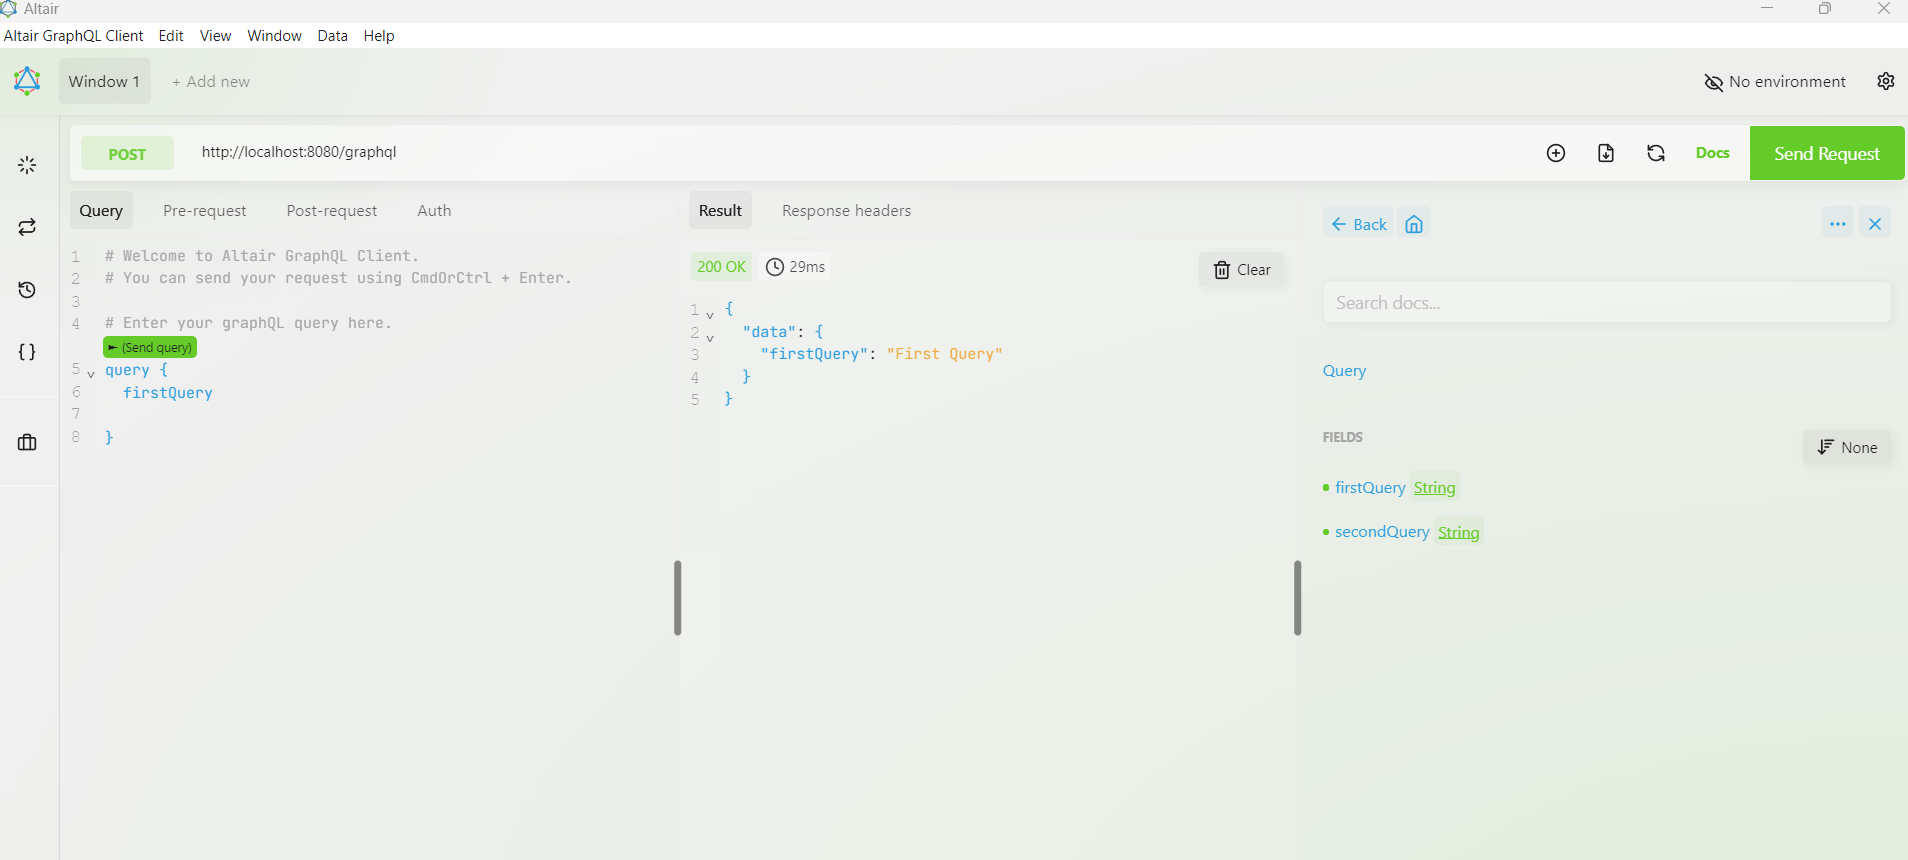 Altair
Altair GraphQL Client Edit View Window Data Help
Window 1 + Add new No environment
POST http://localhost:8080/graphql Docs Send Request
Query Pre-request Post-request Auth
1 # Welcome to Altair GraphQL Client.
2 # You can send your request using CmdOrCtrl + Enter.
3
4 # Enter your graphQL query here.
(Send query)
5 query {
6 firstQuery
7
8 }
Result Response headers
200 OK 29ms Clear
1 {
2 "data": {
3 "firstQuery": "First Query"
4 }
5 }
Back
Search docs...
Query
FIELDS
None
firstQuery String
secondQuery String